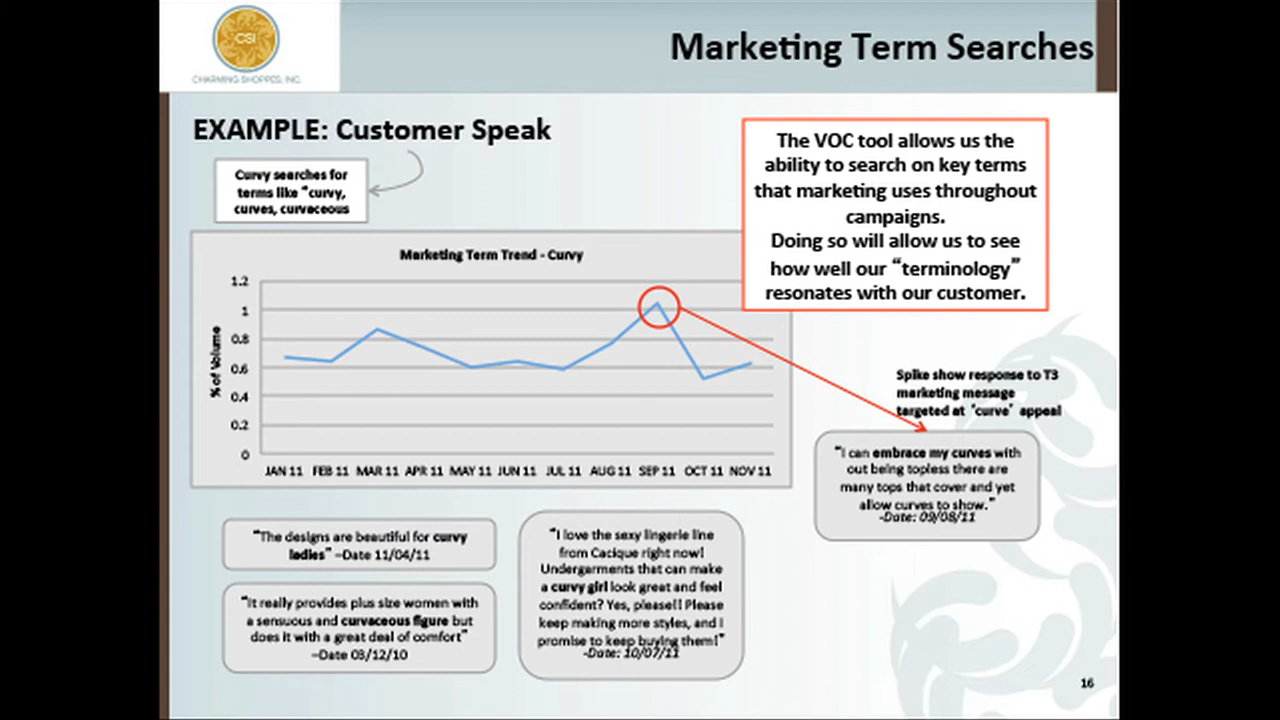 CSI
CHARMING SHOPPES, INC.
Marketing Term Searches
EXAMPLE: Customer Speak
Curvy searches for
terms like "curvy,
curves, curvaceous
The VOC tool allows us the
ability to search on key terms
that marketing uses throughout
campaigns.
Doing so will allow us to see
how well our "terminology"
resonates with our customer.
Marketing Term Trend - Curvy
% of Volume
1.2
1
0.8
0.6
0.4
0.2
0
JAN 11 FEB 11 MAR 11 APR 11 MAY 11 JUN 11 JUL 11 AUG 11 SEP 11 OCT 11 NOV 11
Spike show response to T3
marketing message
targeted at "curve" appeal
"I can embrace my curves with
out being topless there are
many tops that cover and yet
allow curves to show."
-Date: 09/08/11
"The designs are beautiful for curvy
ladies" –Date 11/04/11
"It really provides plus size women with
a sensuous and curvaceous figure but
does it with a great deal of comfort"
–Date 03/12/10
"I love the sexy lingerie line
from Cacique right now!
Undergarments that can make
a curvy girl look great and feel
confident? Yes, please!! Please
keep making more styles, and I
promise to keep buying them!"
-Date: 10/07/11
16